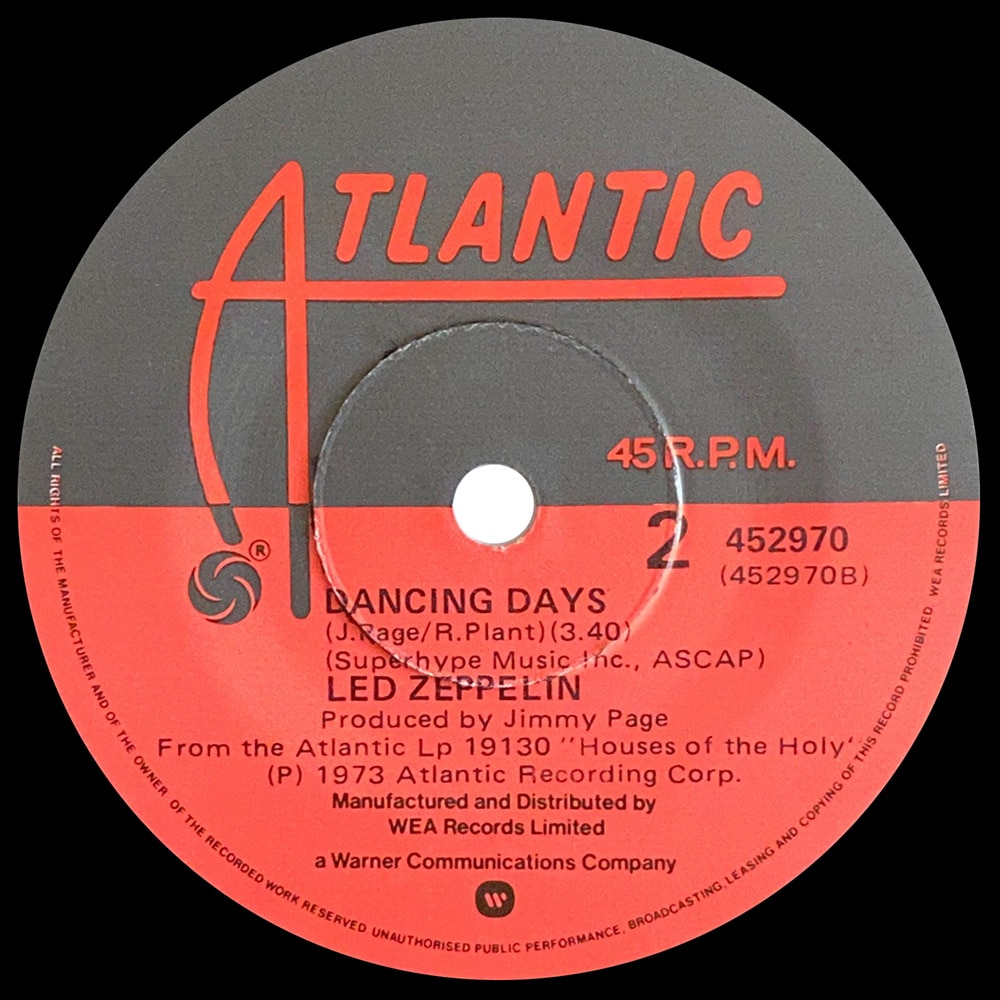 ATLANTIC
45 R.P.M.
2
452970
(452970B)
®
DANCING DAYS
(J.Page/R.Plant)(3.40)
(Superhype Music Inc., ASCAP)
LED ZEPPELIN
Produced by Jimmy Page
From the Atlantic Lp 19130 "Houses of the Holy"
(P) 1973 Atlantic Recording Corp.
Manufactured and Distributed by
WEA Records Limited
a Warner Communications Company
ALL RIGHTS OF THE MANUFACTURER AND OF THE OWNER OF THE RECORDED WORK RESERVED UNAUTHORISED PUBLIC PERFORMANCE, BROADCASTING, LEASING AND COPYING OF THIS RECORD PROHIBITED. WEA RECORDS LIMITED